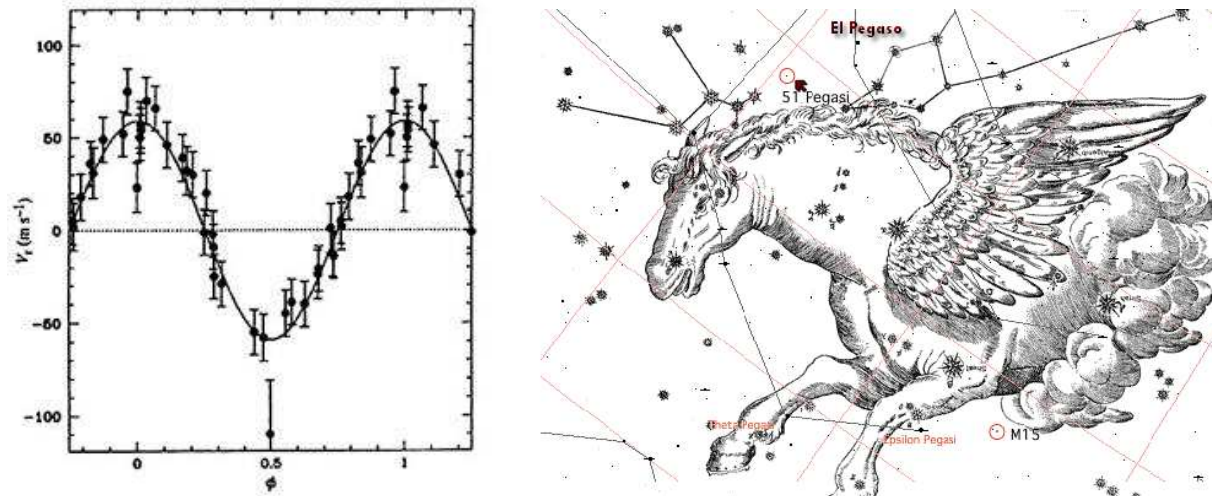 100
50
0
−50
−100
V_r (m s⁻¹)
0
0.5
1
ϕ
El Pegaso
51 Pegasi
Theta Pegasi
Epsilon Pegasi
M15